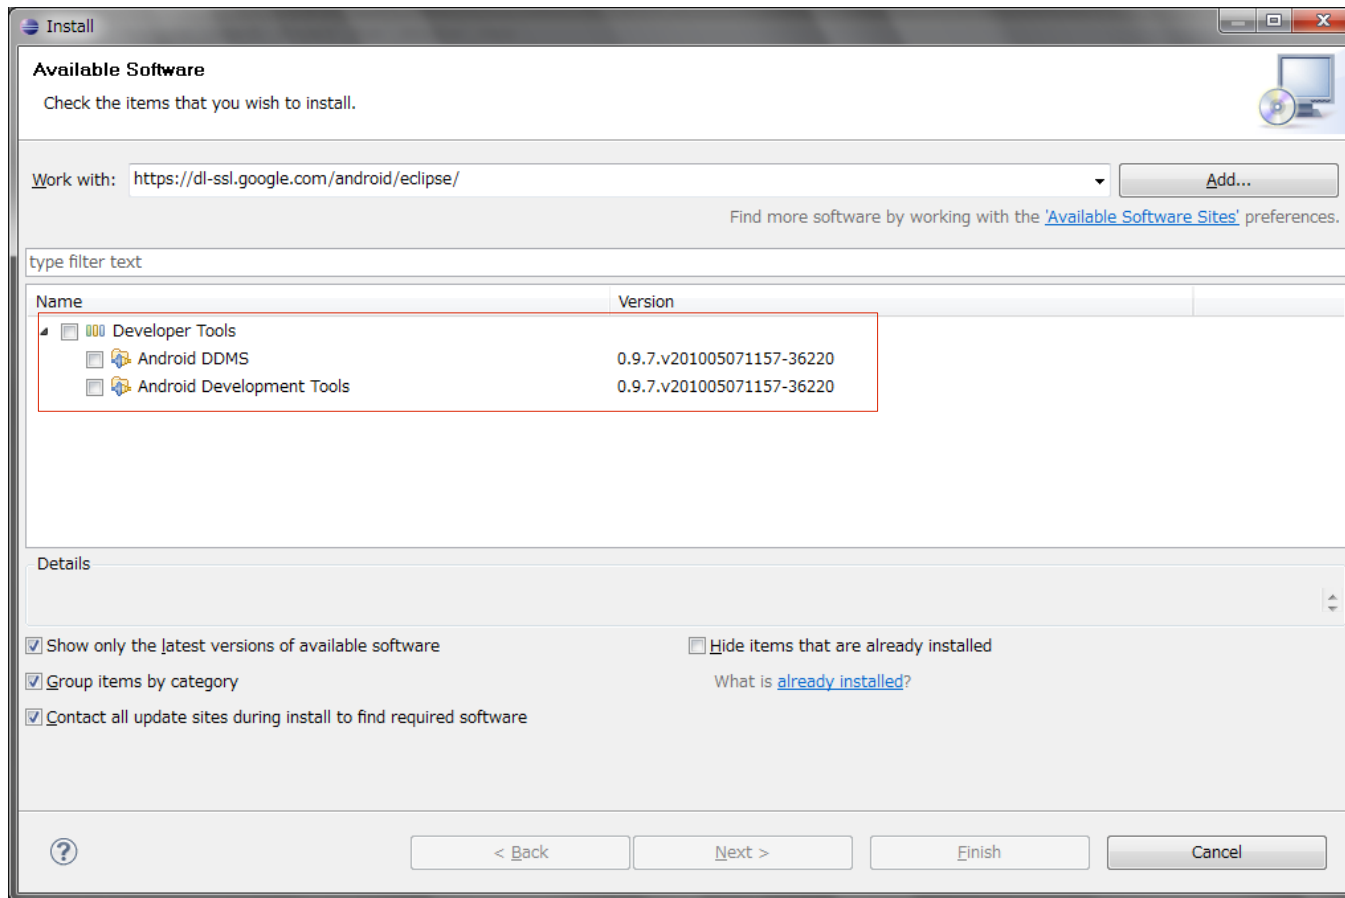 Install
Available Software
Check the items that you wish to install.
Work with: https://dl-ssl.google.com/android/eclipse/ Add...
Find more software by working with the 'Available Software Sites' preferences.
type filter text
Name Version
Developer Tools
Android DDMS 0.9.7.v201005071157-36220
Android Development Tools 0.9.7.v201005071157-36220
Details
Show only the latest versions of available software Hide items that are already installed
Group items by category What is already installed?
Contact all update sites during install to find required software
? < Back Next > Finish Cancel